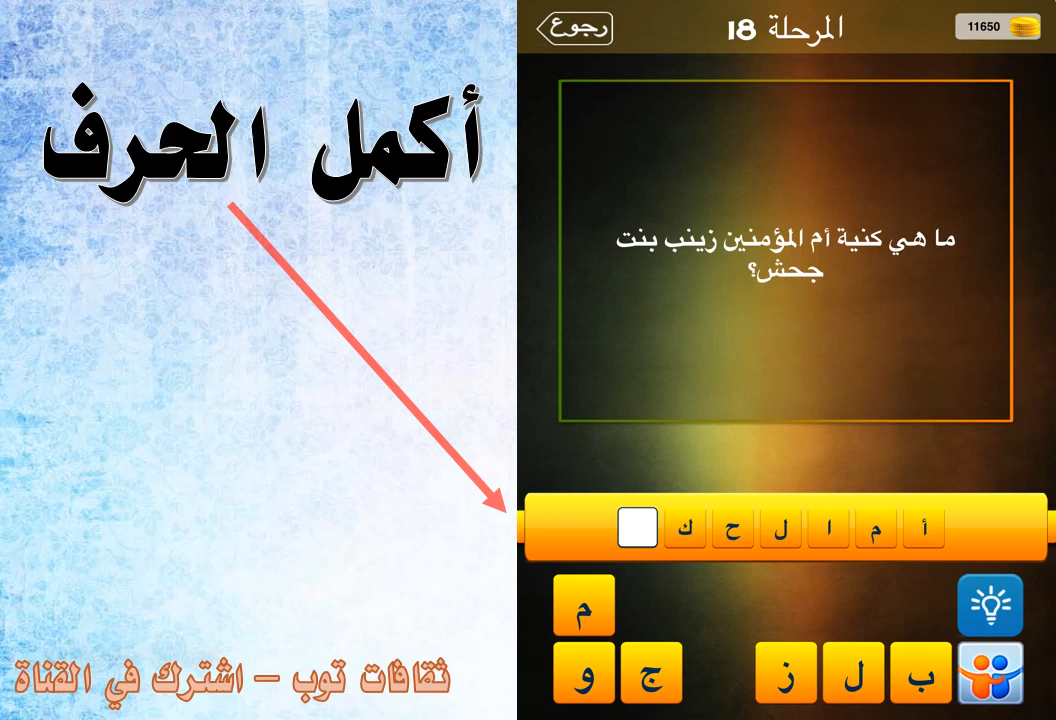 أكمل الحرف
ثقافات توب – اشترك في القناة
رجوع
المرحلة 18
11650
ما هي كنية أم المؤمنين زينب بنت
جحش؟
أ م ا ل ح ك
م
ب ل ز ج و